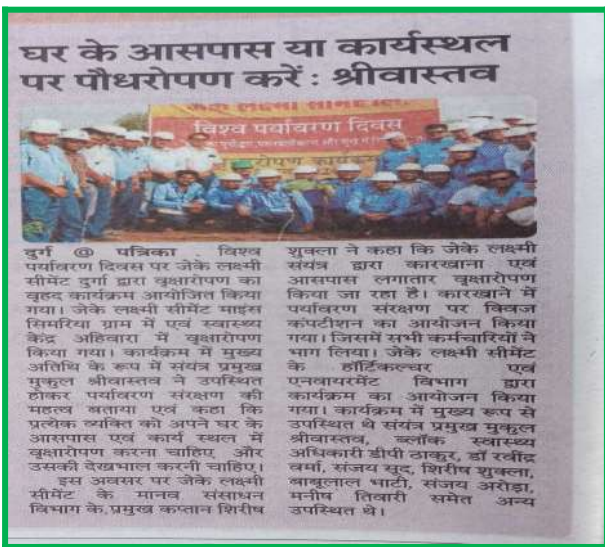 घर के आसपास या कार्यस्थल
पर पौधरोपण करें : श्रीवास्तव
विश्व पर्यावरण दिवस
दुर्ग @ पत्रिका . विश्व
पर्यावरण दिवस पर जेके लक्ष्मी
सीमेंट दुर्गा द्वारा वृक्षारोपण का
वृहद कार्यक्रम आयोजित किया
गया। जेके लक्ष्मी सीमेंट माइंस
सिमरिया ग्राम में एवं स्वास्थ्य
केंद्र अहिवारा में वृक्षारोपण
किया गया। कार्यक्रम में मुख्य
अतिथि के रूप में संयंत्र प्रमुख
मुकुल श्रीवास्तव ने उपस्थित
होकर पर्यावरण संरक्षण की
महत्व बताया एवं कहा कि
प्रत्येक व्यक्ति को अपने घर के
आसपास एवं कार्य स्थल में
वृक्षारोपण करना चाहिए और
उसकी देखभाल करनी चाहिए।
इस अवसर पर जेके लक्ष्मी
सीमेंट के मानव संसाधन
विभाग के प्रमुख कप्तान शिरीष
शुक्ला ने कहा कि जेके लक्ष्मी
संयंत्र द्वारा कारखाना एवं
आसपास लगातार वृक्षारोपण
किया जा रहा है। कारखाने में
पर्यावरण संरक्षण पर क्विज
कंपटीशन का आयोजन किया
गया। जिसमें सभी कर्मचारियों ने
भाग लिया। जेके लक्ष्मी सीमेंट
के हॉर्टिकल्चर एवं
एनवायरमेंट विभाग द्वारा
कार्यक्रम का आयोजन किया
गया। कार्यक्रम में मुख्य रूप से
उपस्थित थे संयंत्र प्रमुख मुकुल
श्रीवास्तव, ब्लॉक स्वास्थ्य
अधिकारी डीपी ठाकुर, डॉ रवींद्र
वर्मा, संजय सूद, शिरीष शुक्ला,
बाबूलाल भाटी, संजय अरोड़ा,
मनीष तिवारी समेत अन्य
उपस्थित थे।